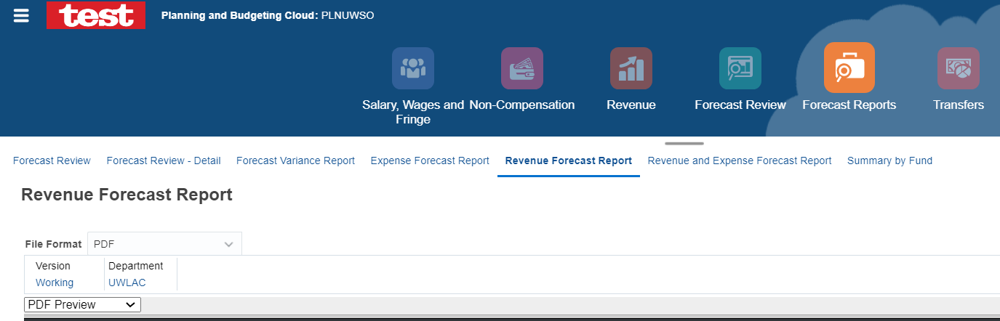 test
Planning and Budgeting Cloud: PLNUWSO
Salary, Wages and Fringe
Non-Compensation
Revenue
Forecast Review
Forecast Reports
Transfers
Forecast Review
Forecast Review - Detail
Forecast Variance Report
Expense Forecast Report
Revenue Forecast Report
Revenue and Expense Forecast Report
Summary by Fund
Revenue Forecast Report
File Format PDF
Version Department
Working UWLAC
PDF Preview